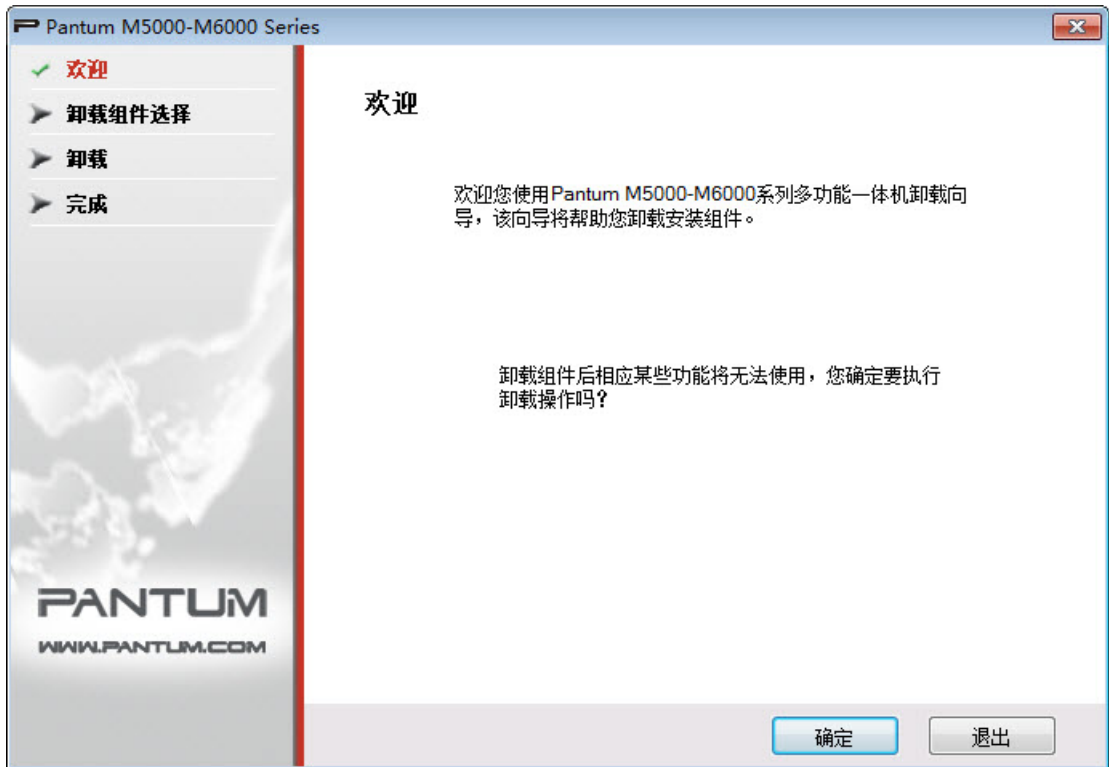 Pantum M5000-M6000 Series
欢迎
卸载组件选择
卸载
完成
PANTUM
WWW.PANTUM.COM
欢迎
欢迎您使用Pantum M5000-M6000系列多功能一体机卸载向
导，该向导将帮助您卸载安装组件。
卸载组件后相应某些功能将无法使用，您确定要执行
卸载操作吗？
确定
退出